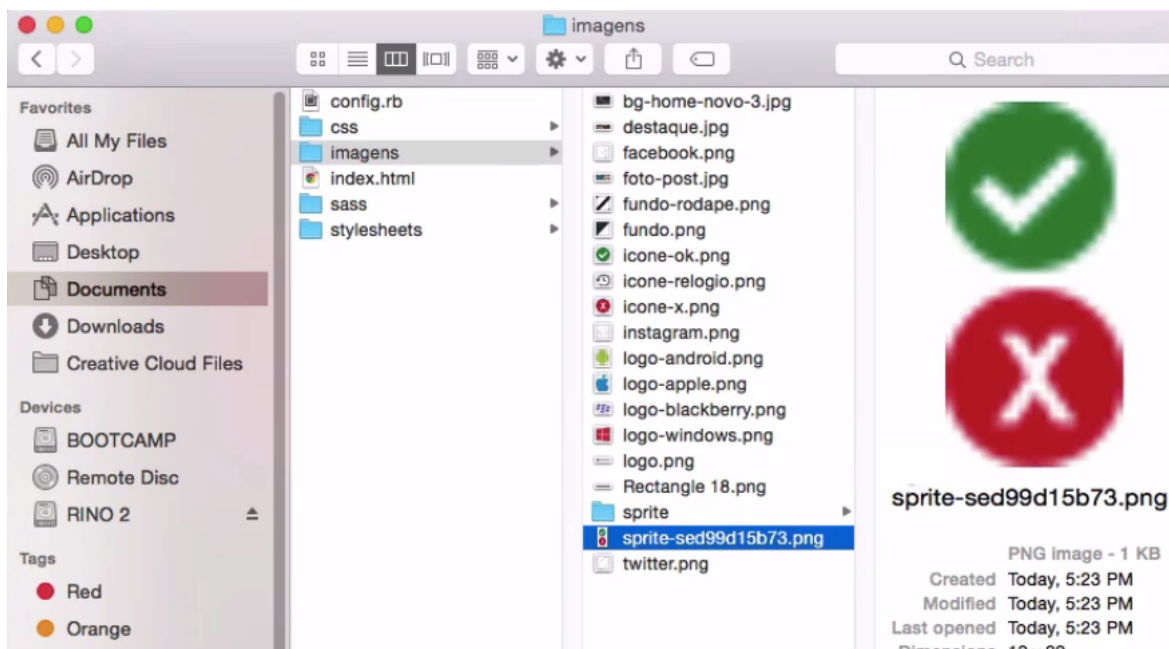 imagens
Search
Favorites
All My Files
AirDrop
Applications
Desktop
Documents
Downloads
Creative Cloud Files
Devices
BOOTCAMP
Remote Disc
RINO 2
Tags
Red
Orange
config.rb
css
imagens
index.html
sass
stylesheets
bg-home-novo-3.jpg
destaque.jpg
facebook.png
foto-post.jpg
fundo-rodape.png
fundo.png
icone-ok.png
icone-relogio.png
icone-x.png
instagram.png
logo-android.png
logo-apple.png
logo-blackberry.png
logo-windows.png
logo.png
Rectangle 18.png
sprite
sprite-sed99d15b73.png
twitter.png
X
sprite-sed99d15b73.png
PNG image - 1 KB
Created Today, 5:23 PM
Modified Today, 5:23 PM
Last opened Today, 5:23 PM